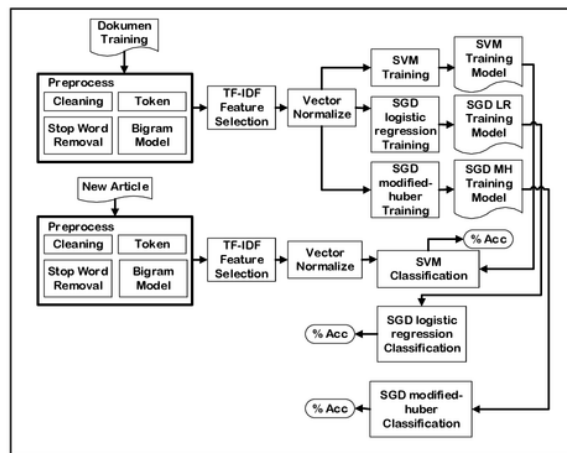 Dokumen
Training
Preprocess
Cleaning
Token
Stop Word
Removal
Bigram
Model
TF-IDF
Feature
Selection
Vector
Normalize
SVM
Training
SVM
Training
Model
SGD
logistic
regression
Training
SGD LR
Training
Model
SGD
modified-
huber
Training
SGD MH
Training
Model
New Article
Preprocess
Cleaning
Token
Stop Word
Removal
Bigram
Model
TF-IDF
Feature
Selection
Vector
Normalize
SVM
Classification
% Acc
SGD logistic
regression
Classification
% Acc
SGD modified-
huber Classification
% Acc